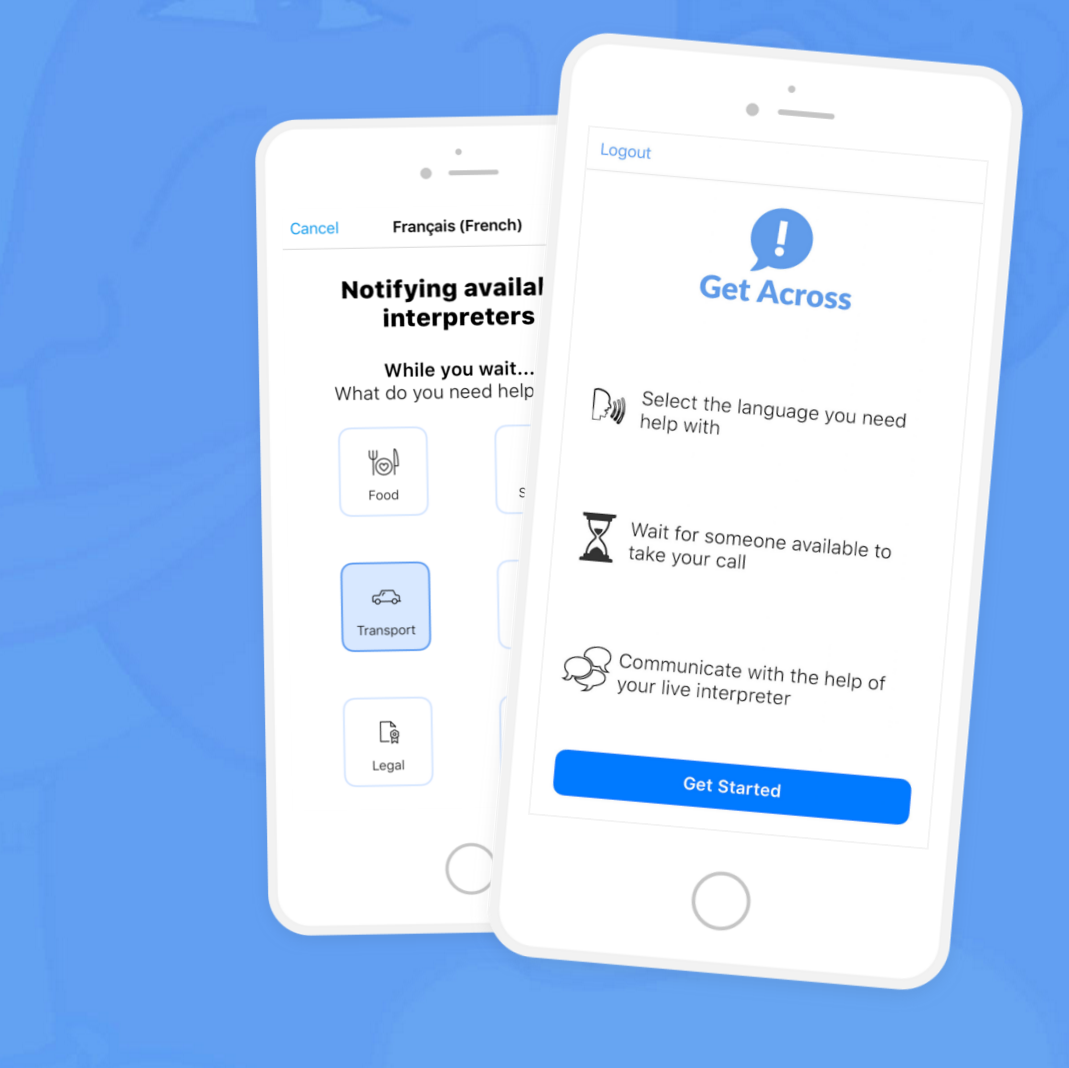 Cancel
Français (French)
Notifying
interpreters
While you wait...
What do you need help
Food
Transport
Legal
Logout
!
Get Across
Select the language you need
help with
Wait for someone available to
take your call
Communicate with the help of
your live interpreter
Get Started